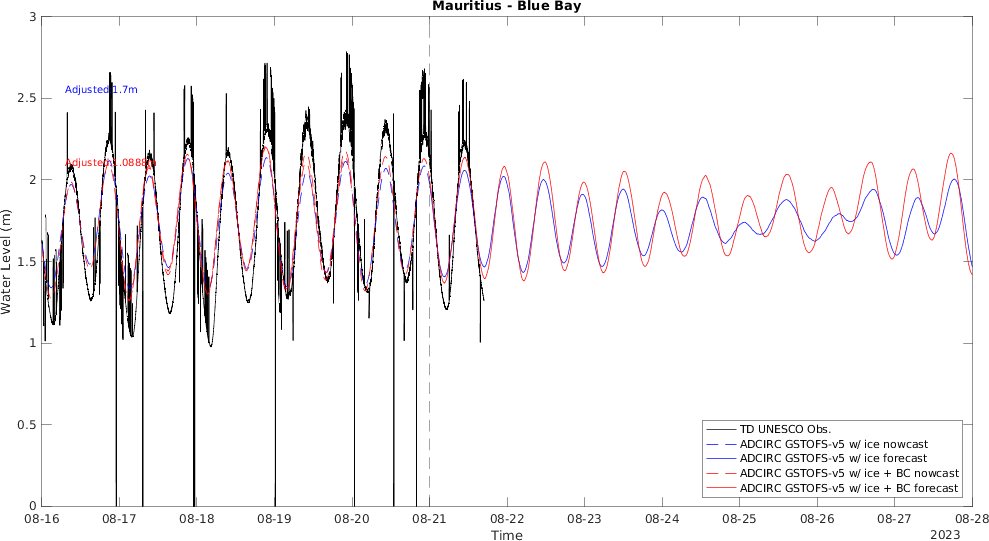 Mauritius - Blue Bay
3
2.5
2
1.5
1
0.5
0
Water Level (m)
Adjusted 1.7m
08-16
08-17
08-18
08-19
08-20
08-21
08-22
08-23
08-24
08-25
08-26
08-27
08-28
Time
2023
TD UNESCO Obs.
ADCIRC GSTOFS-v5 w/ ice nowcast
ADCIRC GSTOFS-v5 w/ ice forecast
ADCIRC GSTOFS-v5 w/ ice + BC nowcast
ADCIRC GSTOFS-v5 w/ ice + BC forecast